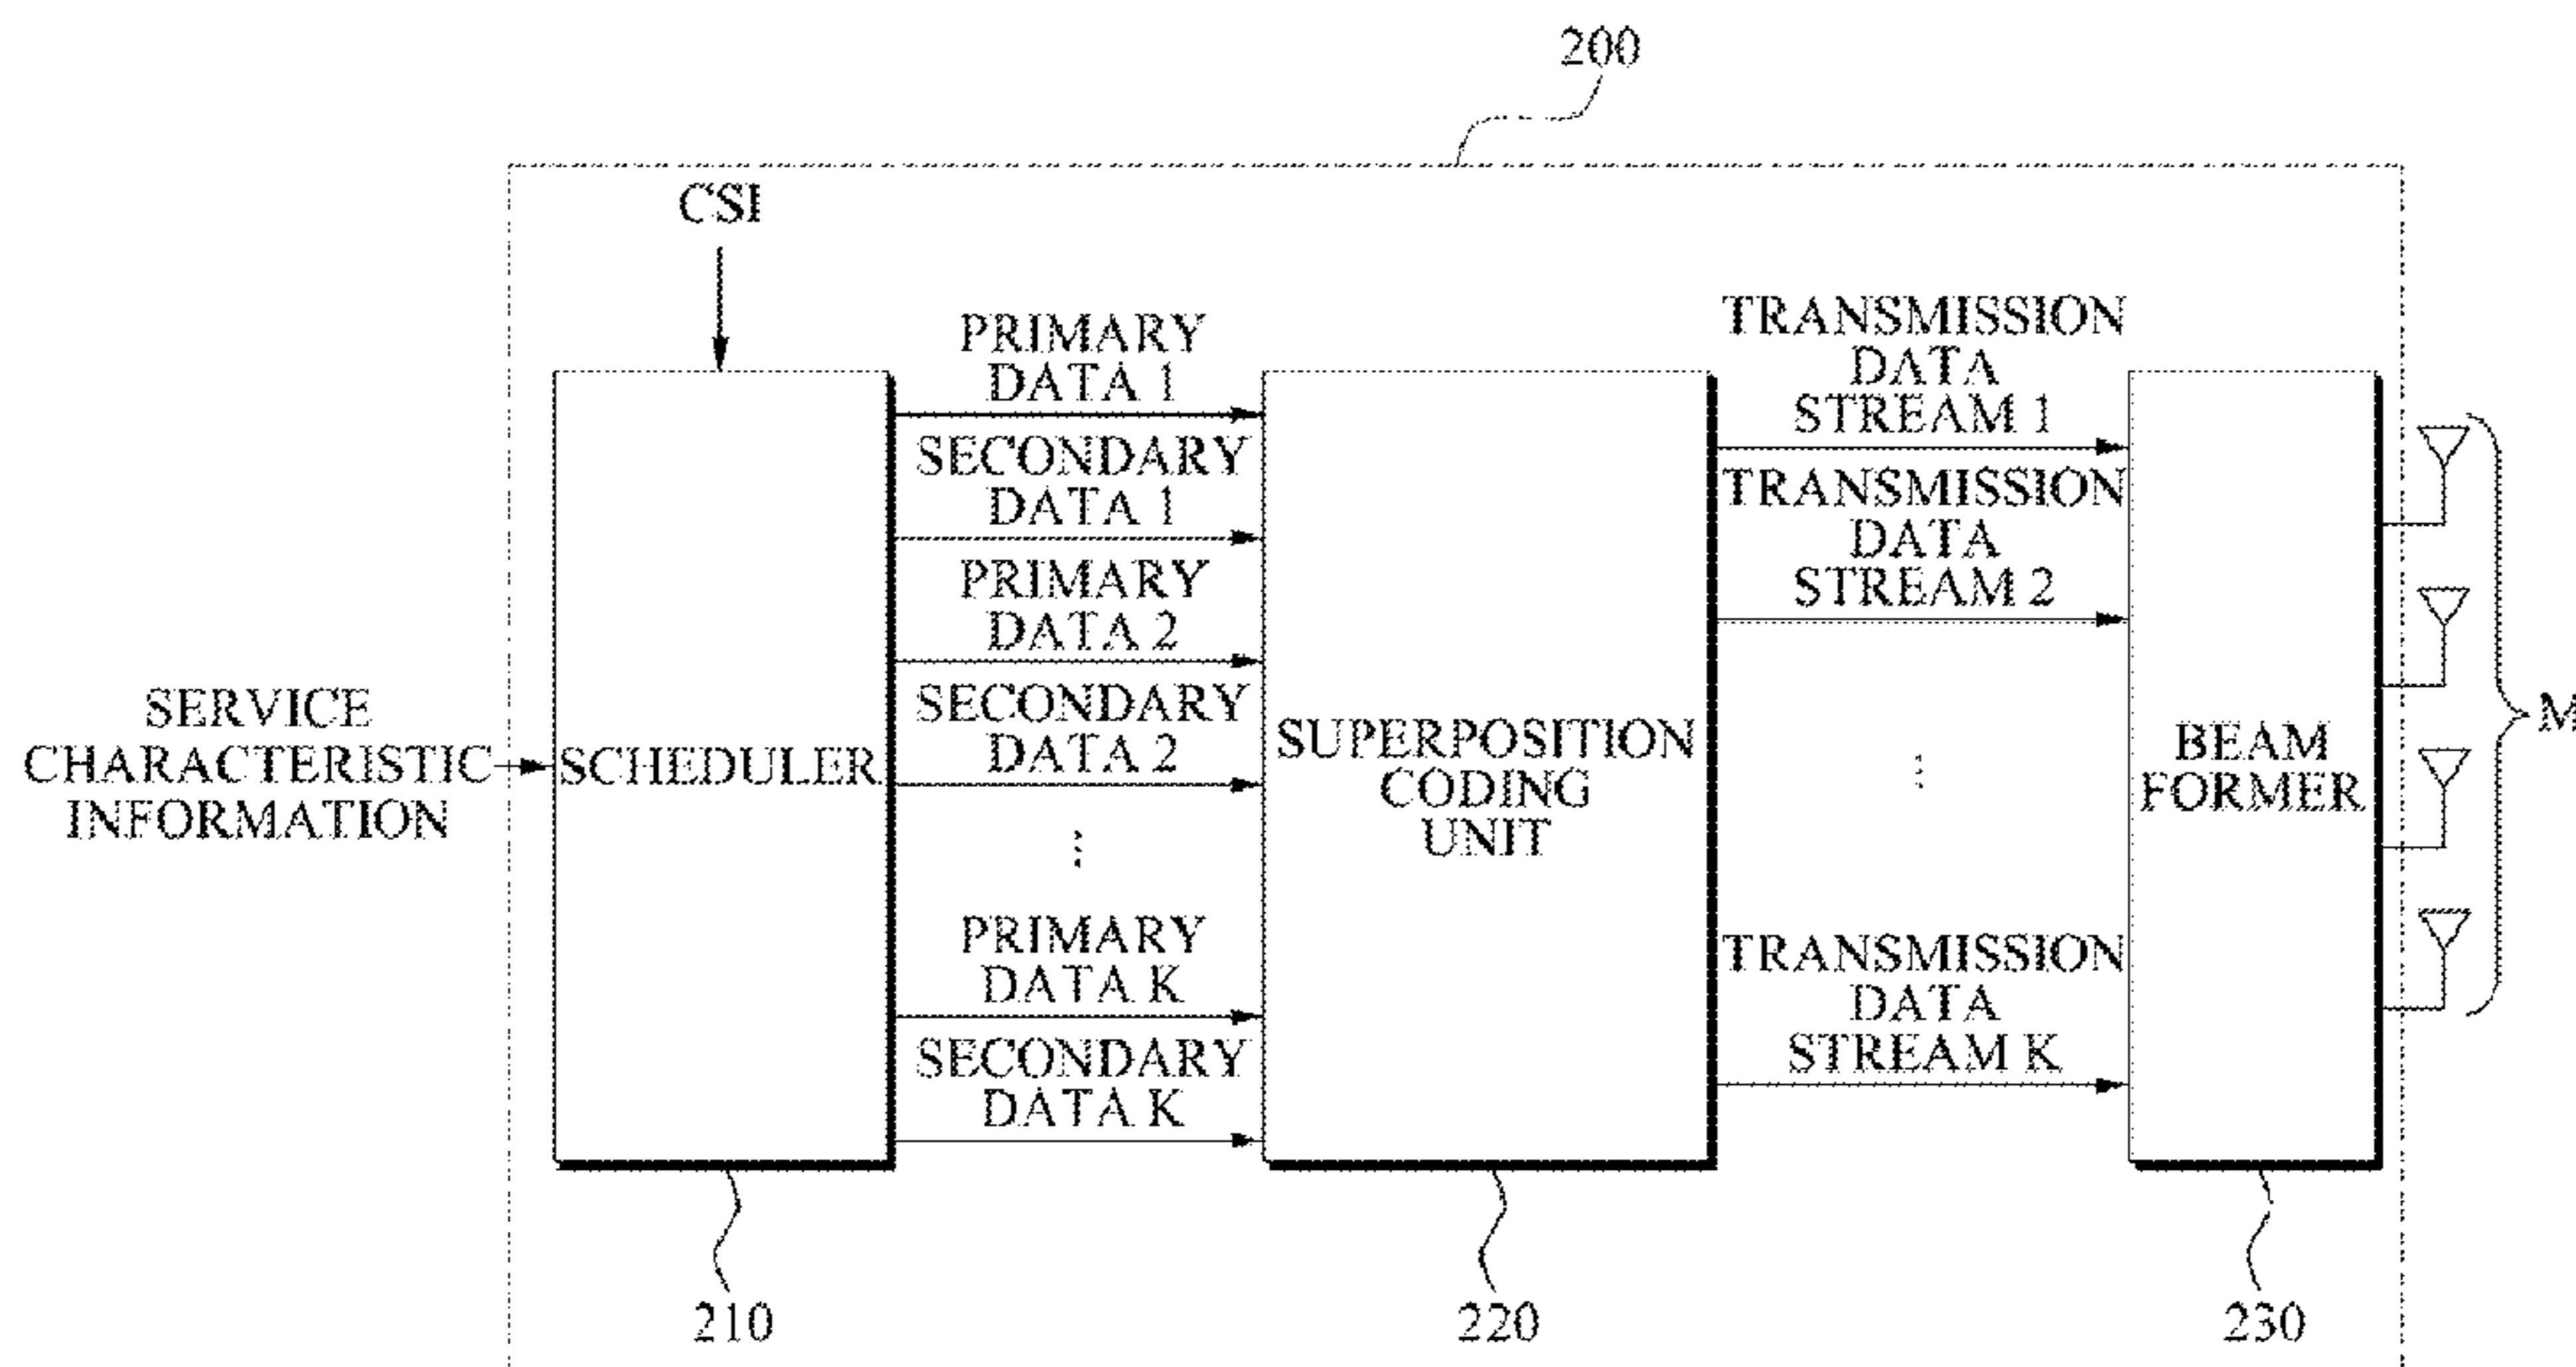 200
CSI
SERVICE
CHARACTERISTIC
INFORMATION
SCHEDULER
PRIMARY
DATA 1
SECONDARY
DATA 1
PRIMARY
DATA 2
SECONDARY
DATA 2
⋮
PRIMARY
DATA K
SECONDARY
DATA K
SUPERPOSITION
CODING
UNIT
TRANSMISSION
DATA
STREAM 1
TRANSMISSION
DATA
STREAM 2
⋮
TRANSMISSION
DATA
STREAM K
BEAM
FORMER
M
210
220
230